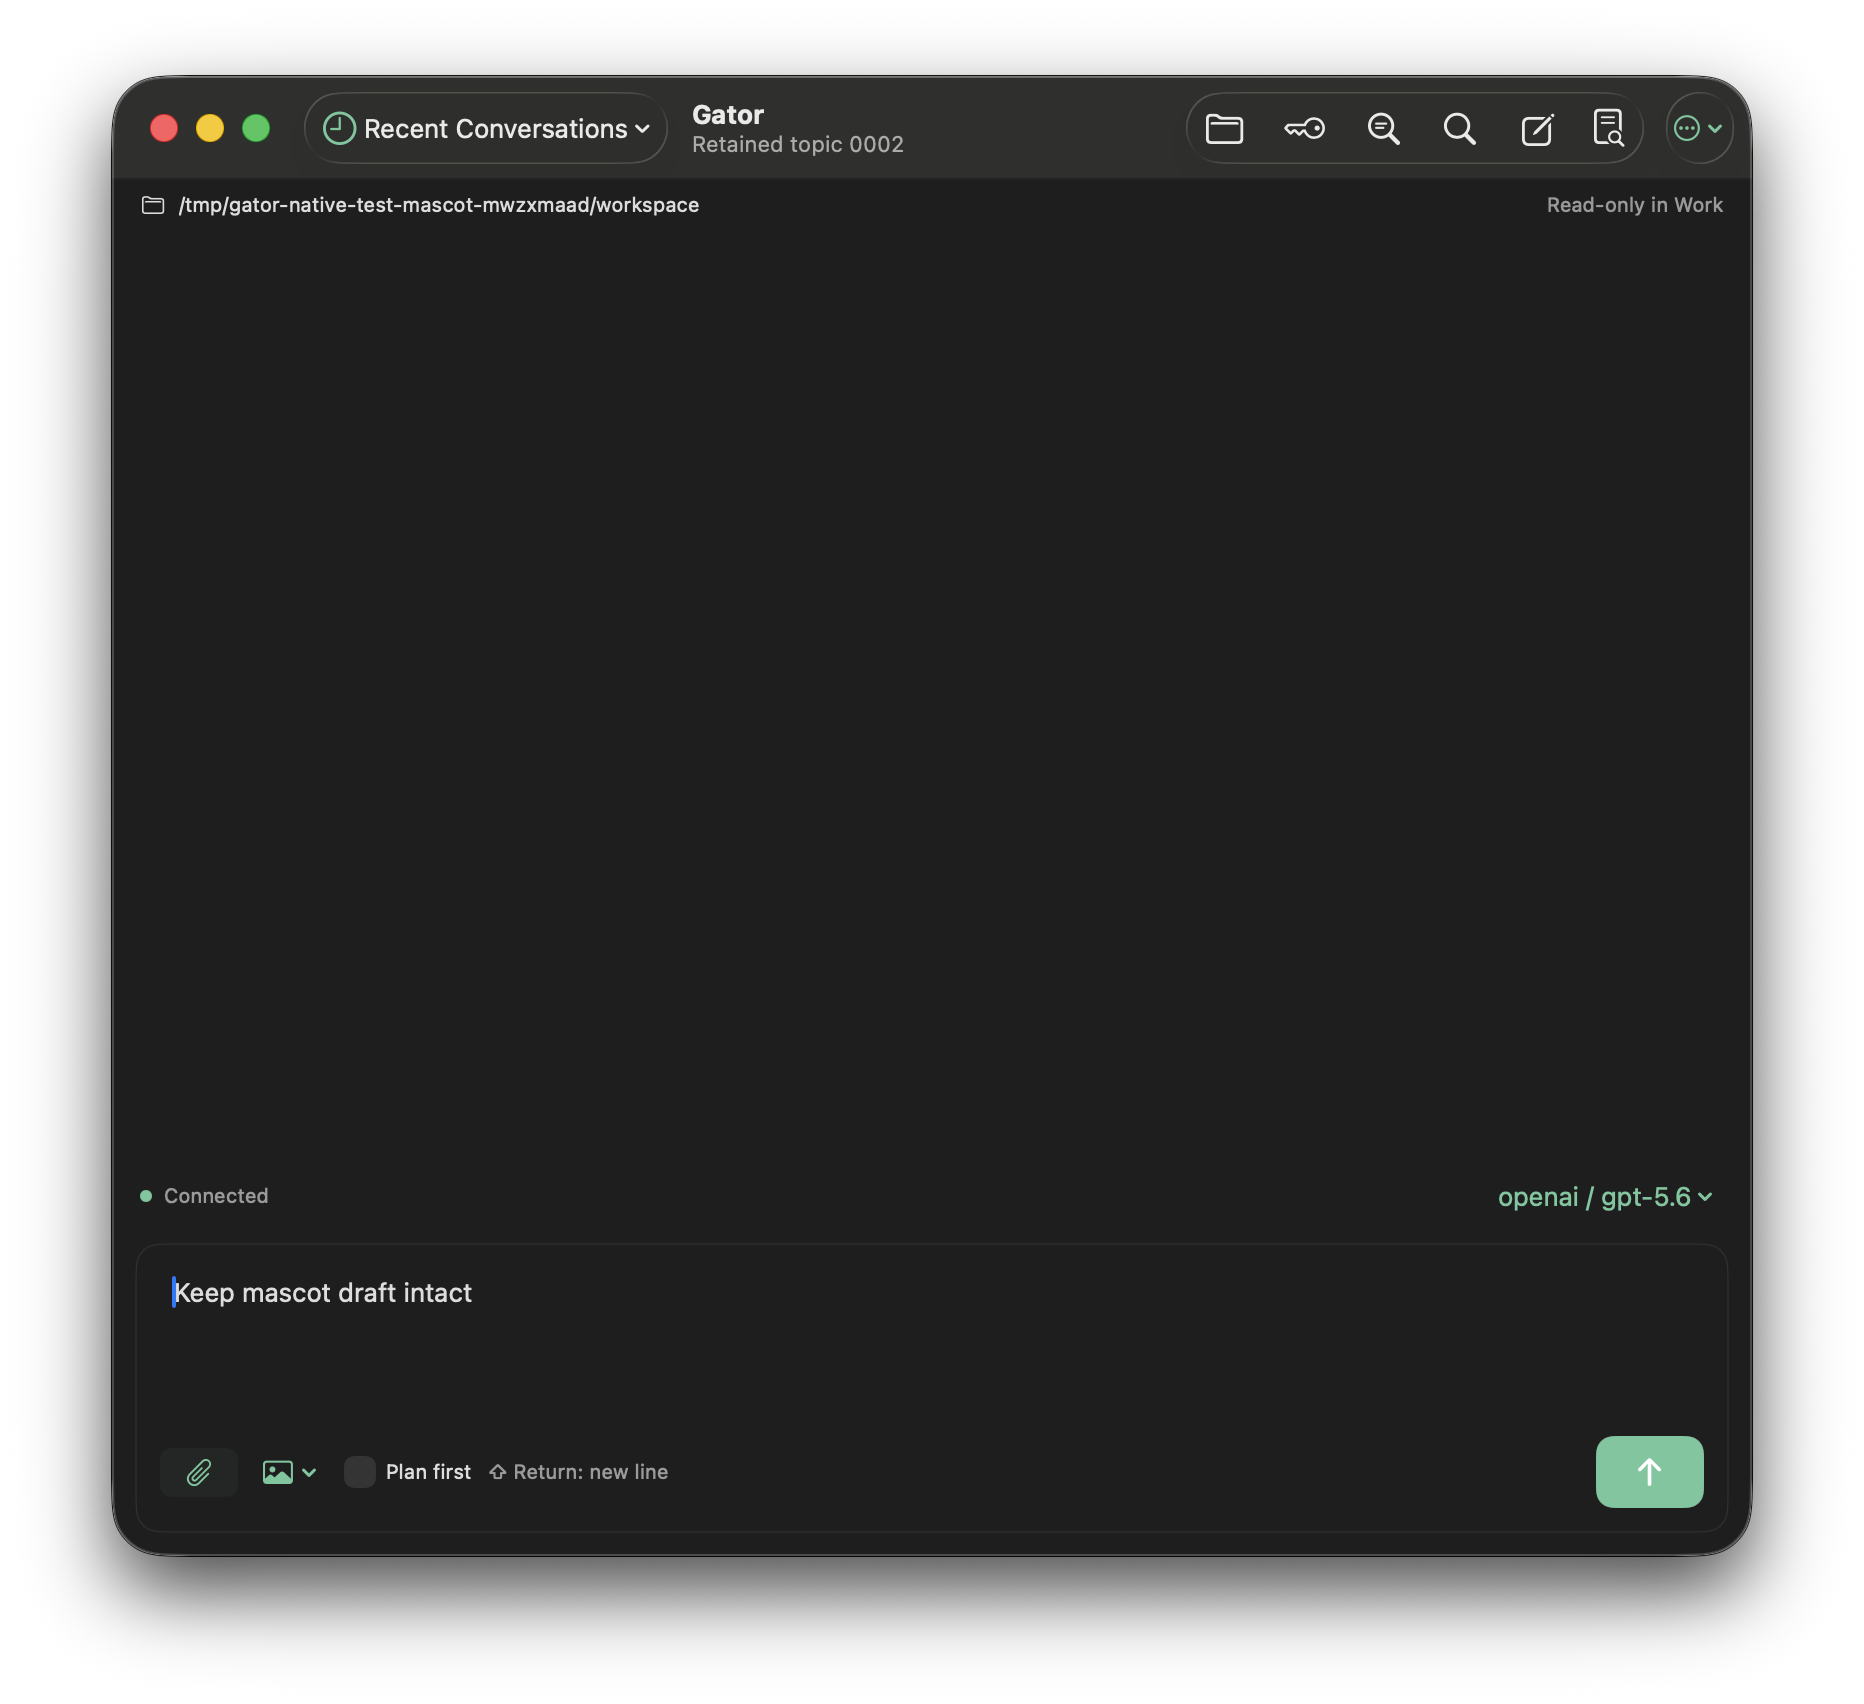 Recent Conversations
Gator
Retained topic 0002
/tmp/gator-native-test-mascot-mwzxmaad/workspace
Read-only in Work
Connected
openai / gpt-5.6
Keep mascot draft intact
Plan first
⇧ Return: new line